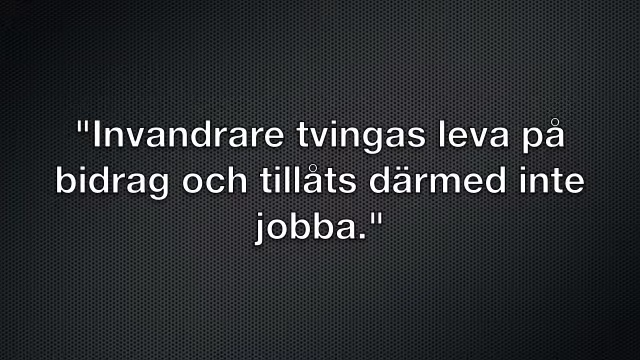 "Invandrare tvingas leva på
bidrag och tillåts därmed inte
jobba."